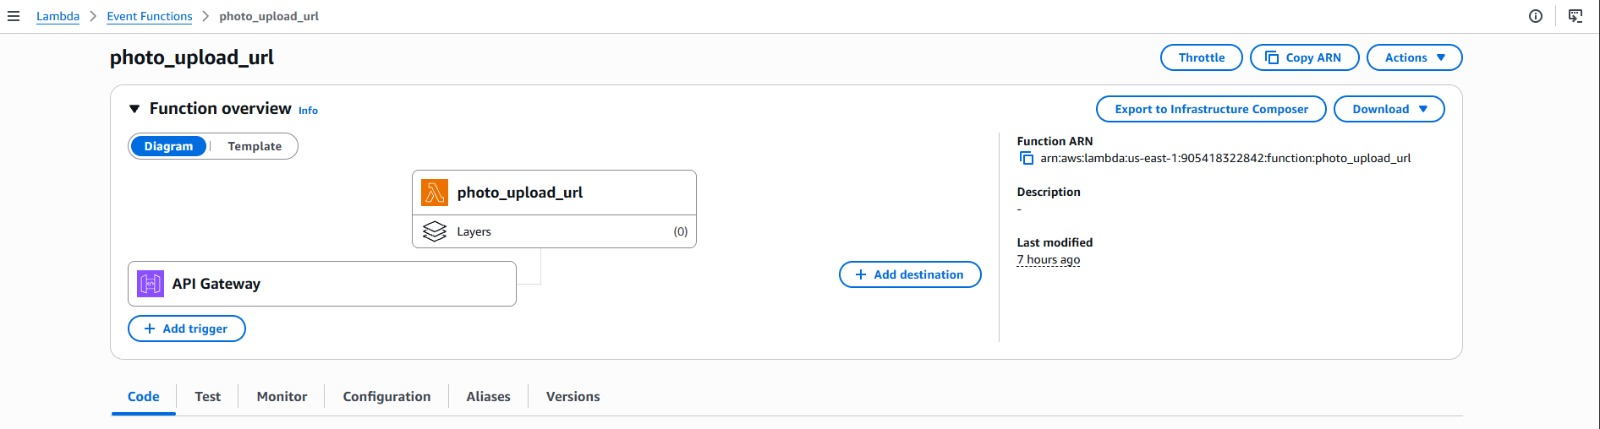 Lambda > Event Functions > photo_upload_url
photo_upload_url
Throttle
Copy ARN
Actions
Function overview Info
Export to Infrastructure Composer
Download
Diagram | Template
photo_upload_url
Layers (0)
API Gateway
+ Add destination
+ Add trigger
Function ARN
arn:aws:lambda:us-east-1:905418322842:function:photo_upload_url
Description
-
Last modified
7 hours ago
Code
Test
Monitor
Configuration
Aliases
Versions